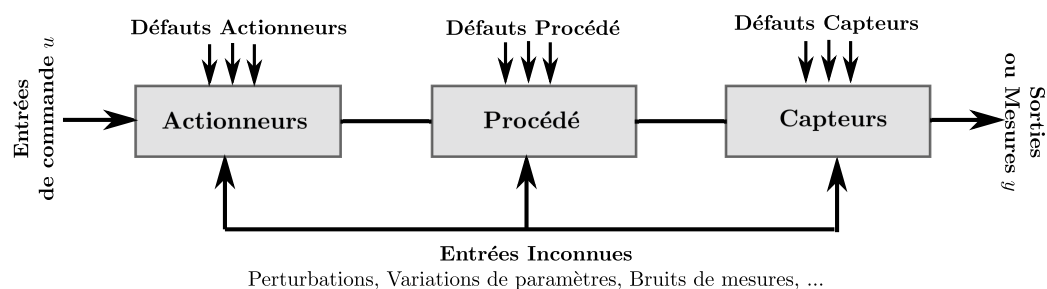 Défauts Actionneurs
Défauts Procédé
Défauts Capteurs
Entrées
de commande u
Actionneurs
Procédé
Capteurs
Sorties
ou Mesures y
Entrées Inconnues
Perturbations, Variations de paramètres, Bruits de mesures, ...